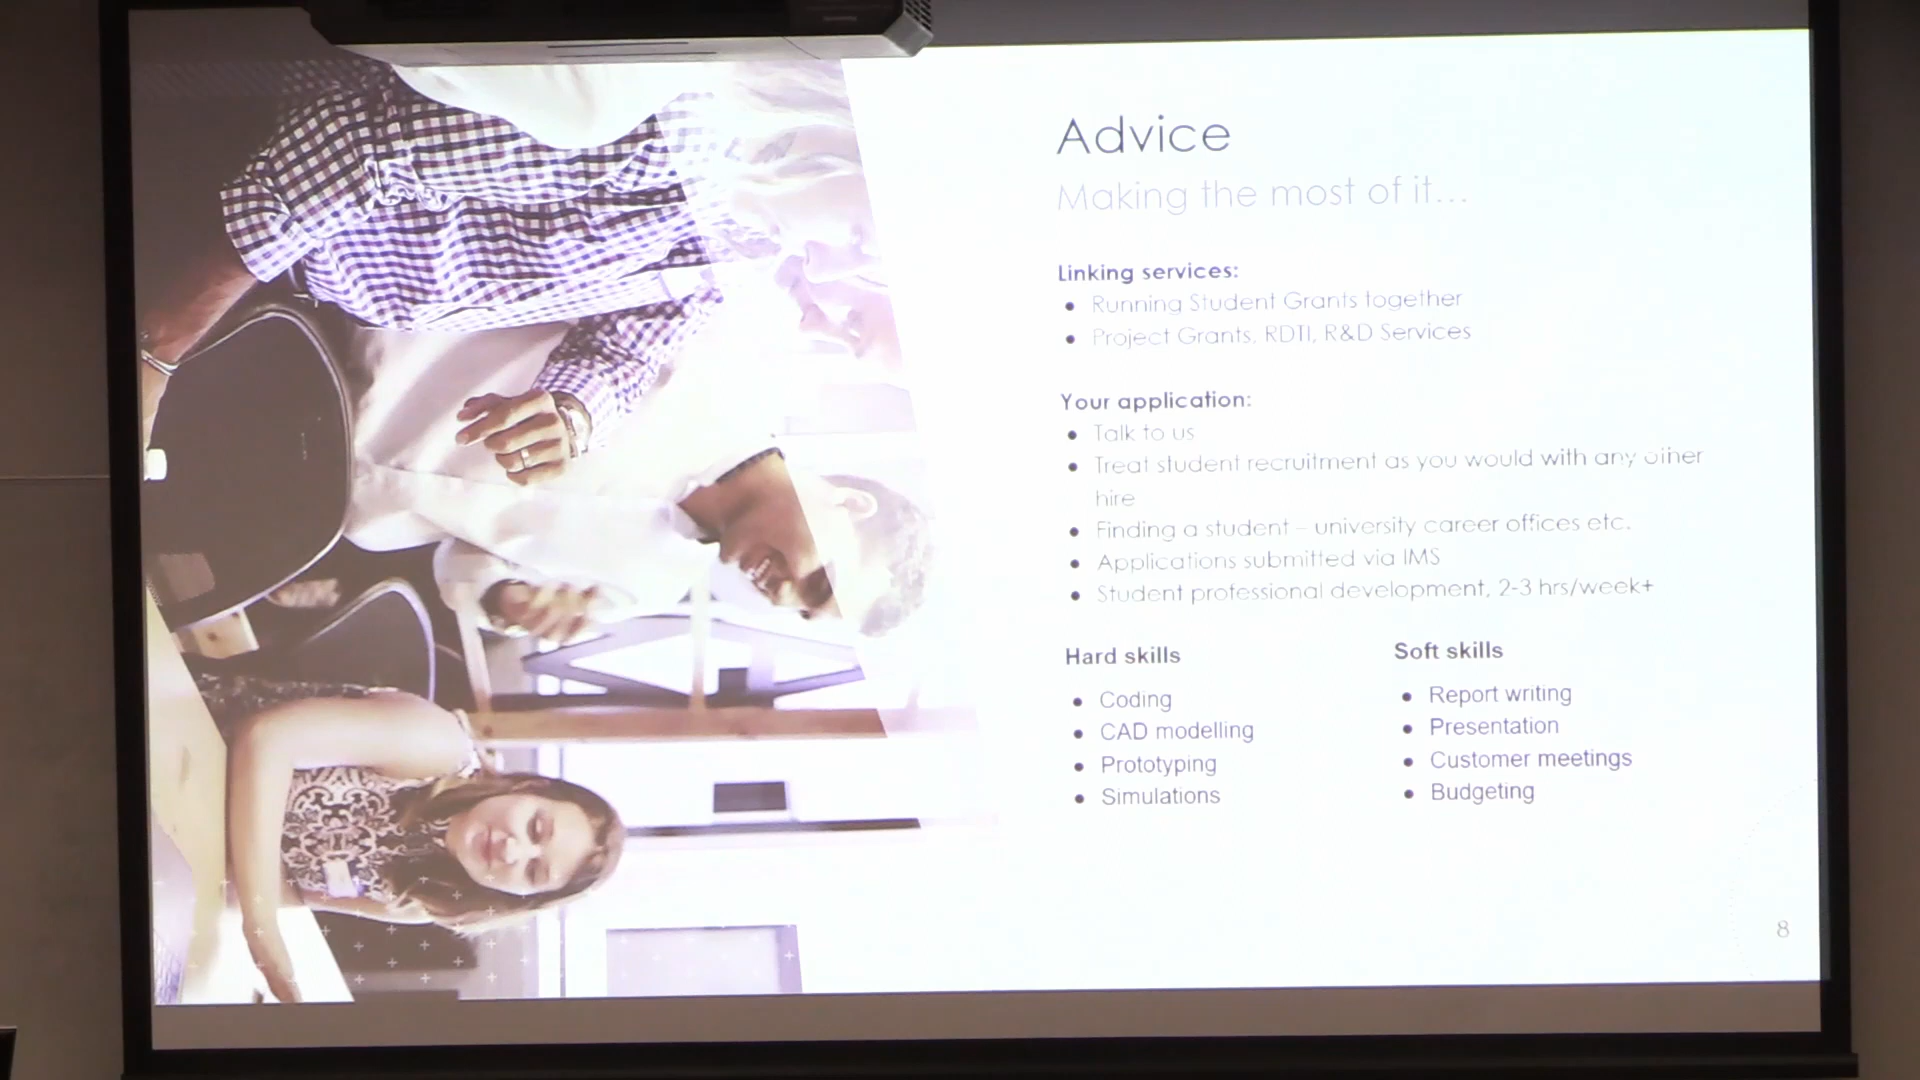 Advice
Making the most of it...
Linking services:
• Running Student Grants together
• Project Grants, RDTI, R&D Services
Your application:
• Talk to us
• Treat student recruitment as you would with any other
hire
• Finding a student – university career offices etc.
• Applications submitted via IMS
• Student professional development, 2-3 hrs/week+
Hard skills
• Coding
• CAD modelling
• Prototyping
• Simulations
Soft skills
• Report writing
• Presentation
• Customer meetings
• Budgeting
8